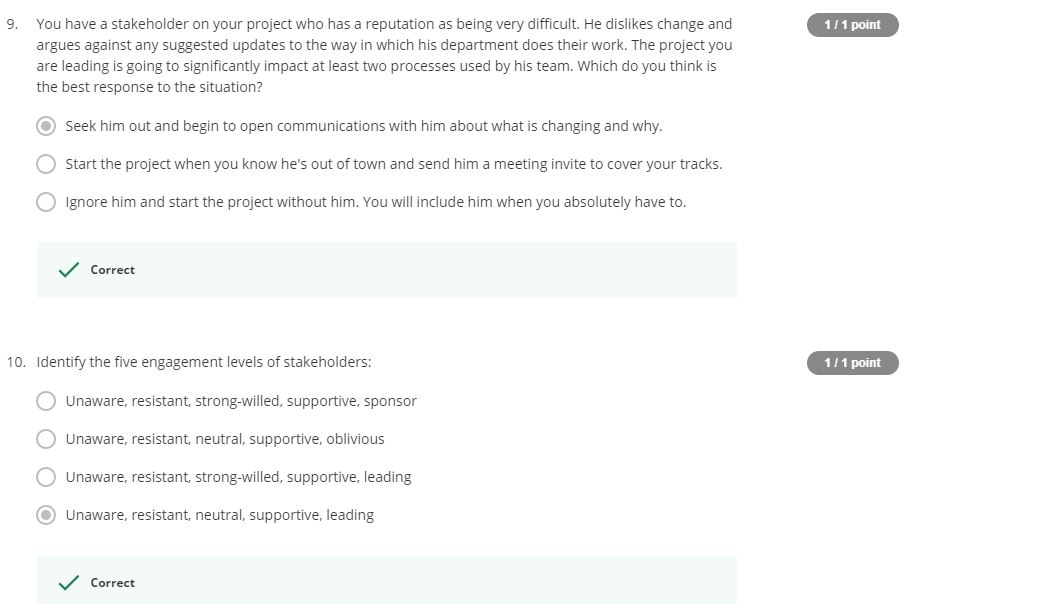 9. You have a stakeholder on your project who has a reputation as being very difficult. He dislikes change and
1 / 1 point
argues against any suggested updates to the way in which his department does their work. The project you
are leading is going to significantly impact at least two processes used by his team. Which do you think is
the best response to the situation?
Seek him out and begin to open communications with him about what is changing and why.
Start the project when you know he's out of town and send him a meeting invite to cover your tracks.
Ignore him and start the project without him. You will include him when you absolutely have to.
Correct
10. Identify the five engagement levels of stakeholders:
1 / 1 point
Unaware, resistant, strong-willed, supportive, sponsor
Unaware, resistant, neutral, supportive, oblivious
Unaware, resistant, strong-willed, supportive, leading
Unaware, resistant, neutral, supportive, leading
Correct